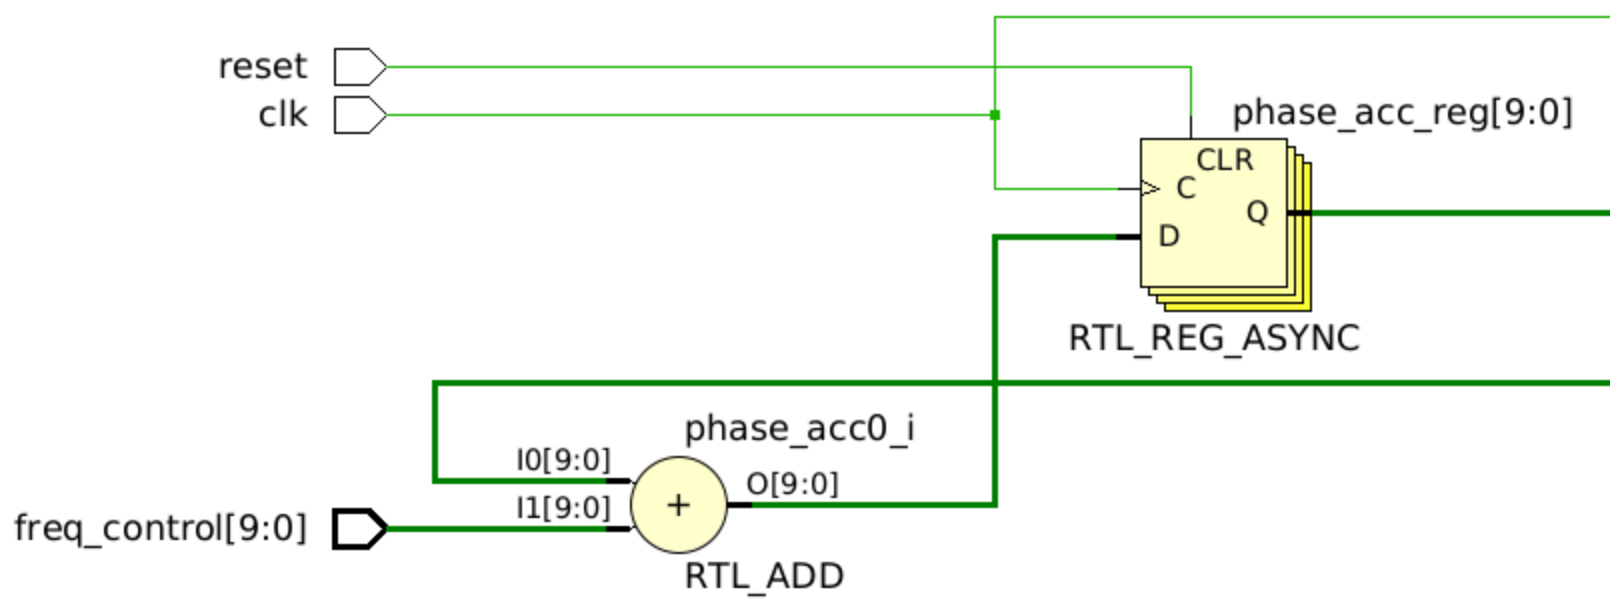 reset
clk
phase_acc_reg[9:0]
CLR
C
Q
D
RTL_REG_ASYNC
phase_acc0_i
I0[9:0]
O[9:0]
I1[9:0]
+
freq_control[9:0]
RTL_ADD